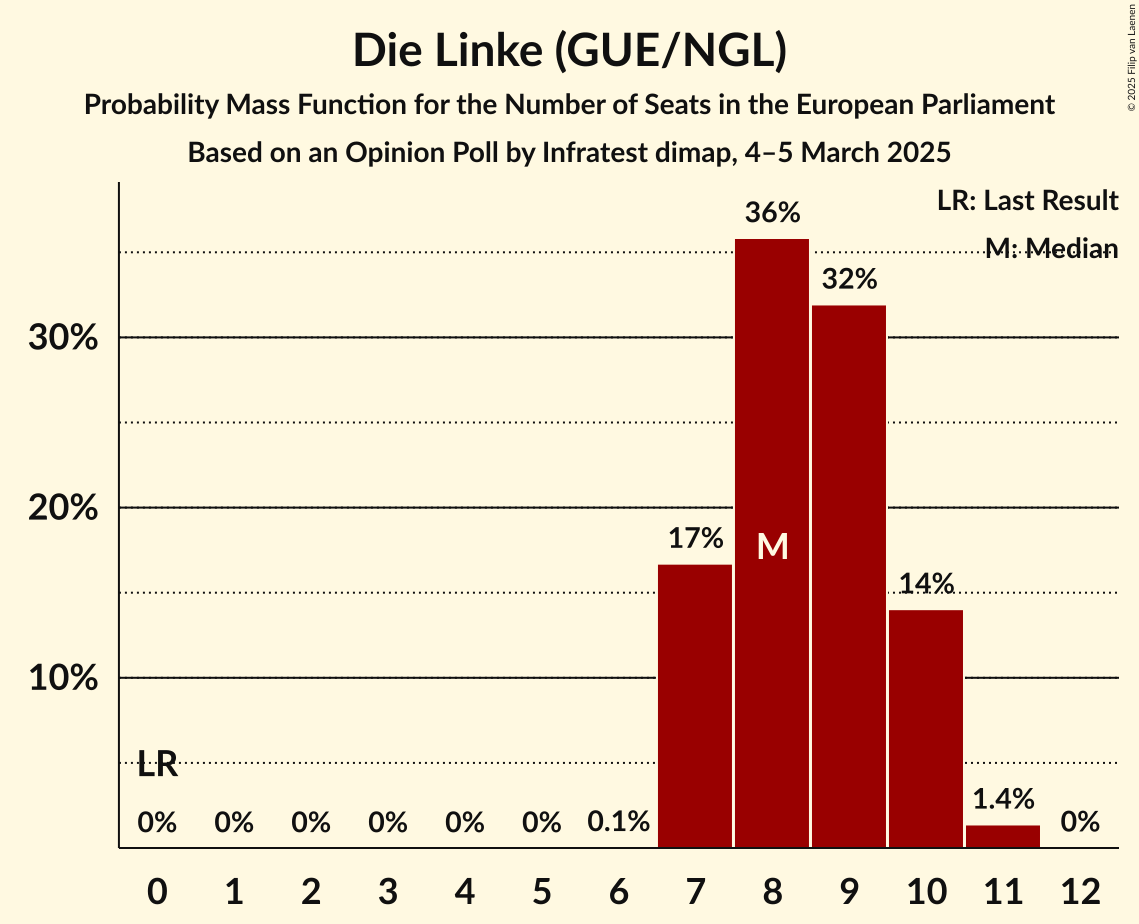 Die Linke (GUE/NGL)
Probability Mass Function for the Number of Seats in the European Parliament
Based on an Opinion Poll by Infratest dimap, 4–5 March 2025
© 2025 Filip van Laenen
LR: Last Result
M: Median
36%
32%
30%
20%
17%
M
14%
10%
LR
0% 0% 0% 0% 0% 0% 0.1% 1.4% 0%
0 1 2 3 4 5 6 7 8 9 10 11 12